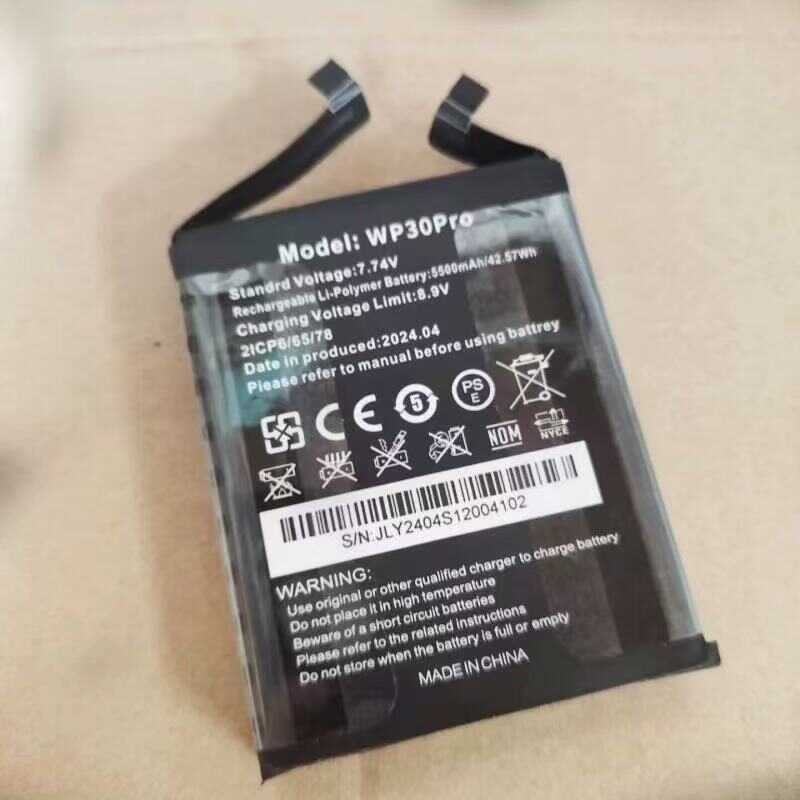 Model: WP30Pro
Standrd Voltage:7.74V
Rechargeable Li-Polymer Battery:5500mAh/42.57Wh
Charging Voltage Limit:8.9V
2ICP6/65/78
Date in produced:2024.04
Please refer to manual before using battrey
CE 5 PS E
NOM NYCE
S/N:JLY2404S12004102
WARNING:
Use original or other qualified charger to charge battery
Do not place it in high temperature
Beware of a short circuit batteries
Please refer to the related instructions
Do not store when the battery is full or empty
MADE IN CHINA